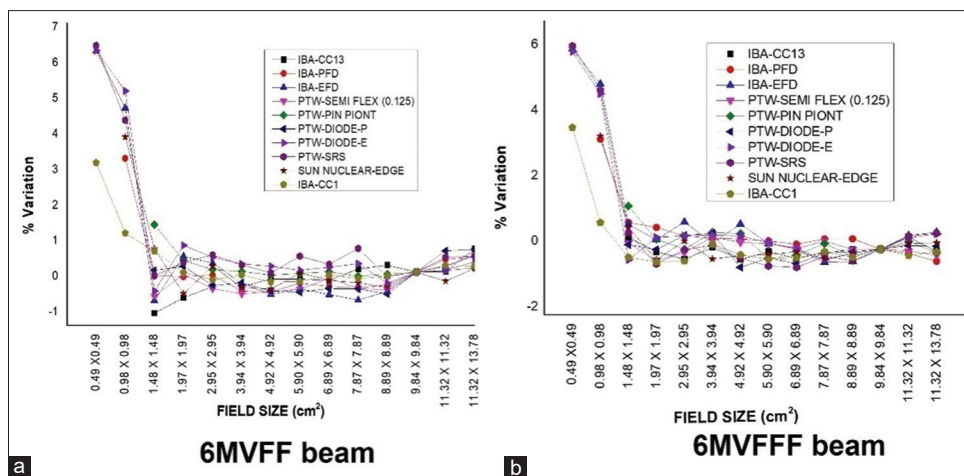 7
6
5
4
3
2
1
0
-1
% Variation
IBA-CC13
IBA-PFD
IBA-EFD
PTW-SEMI FLEX (0.125)
PTW-PIN PIONT
PTW-DIODE-P
PTW-DIODE-E
PTW-SRS
SUN NUCLEAR-EDGE
IBA-CC1
0.49 X0.49
0.98 X 0.98
1.48 X 1.48
1.97 X 1.97
2.95 X 2.95
3.94 X 3.94
4.92 X 4.92
5.90 X 5.90
6.89 X 6.89
7.87 X 7.87
8.89 X 8.89
9.84 X 9.84
11.32 X 11.32
11.32 X 13.78
FIELD SIZE (cm²)
6MVFF beam
a
6
4
2
0
-2
% Variation
IBA-CC13
IBA-PFD
IBA-EFD
PTW-SEMI FLEX (0.125)
PTW-PIN PIONT
PTW-DIODE-P
PTW-DIODE-E
PTW-SRS
SUN NUCLEAR-EDGE
IBA-CC1
0.49 X0.49
0.98 X 0.98
1.48 X 1.48
1.97 X 1.97
2.95 X 2.95
3.94 X 3.94
4.92 X 4.92
5.90 X 5.90
6.89 X 6.89
7.87 X 7.87
8.89 X 8.89
9.84 X 9.84
11.32 X 11.32
11.32 X 13.78
FIELD SIZE (cm²)
6MVFFF beam
b